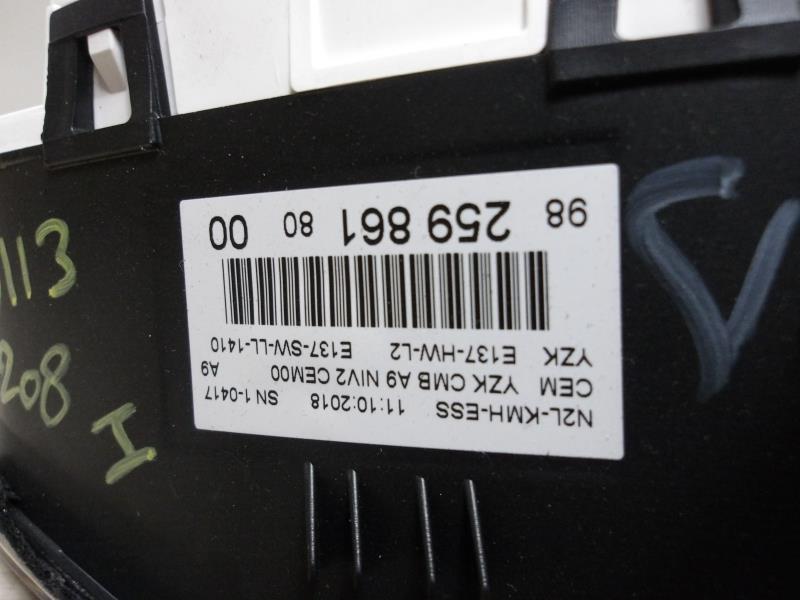 N2L-KMH-ESS 11:10:2018 SN 1-0417
CEM YZK CMB A9 NIV2 CEM00 A9
YZK E137-HW-L2 E137-SW-LL-1410
98 259 861 80 00
113
208
I